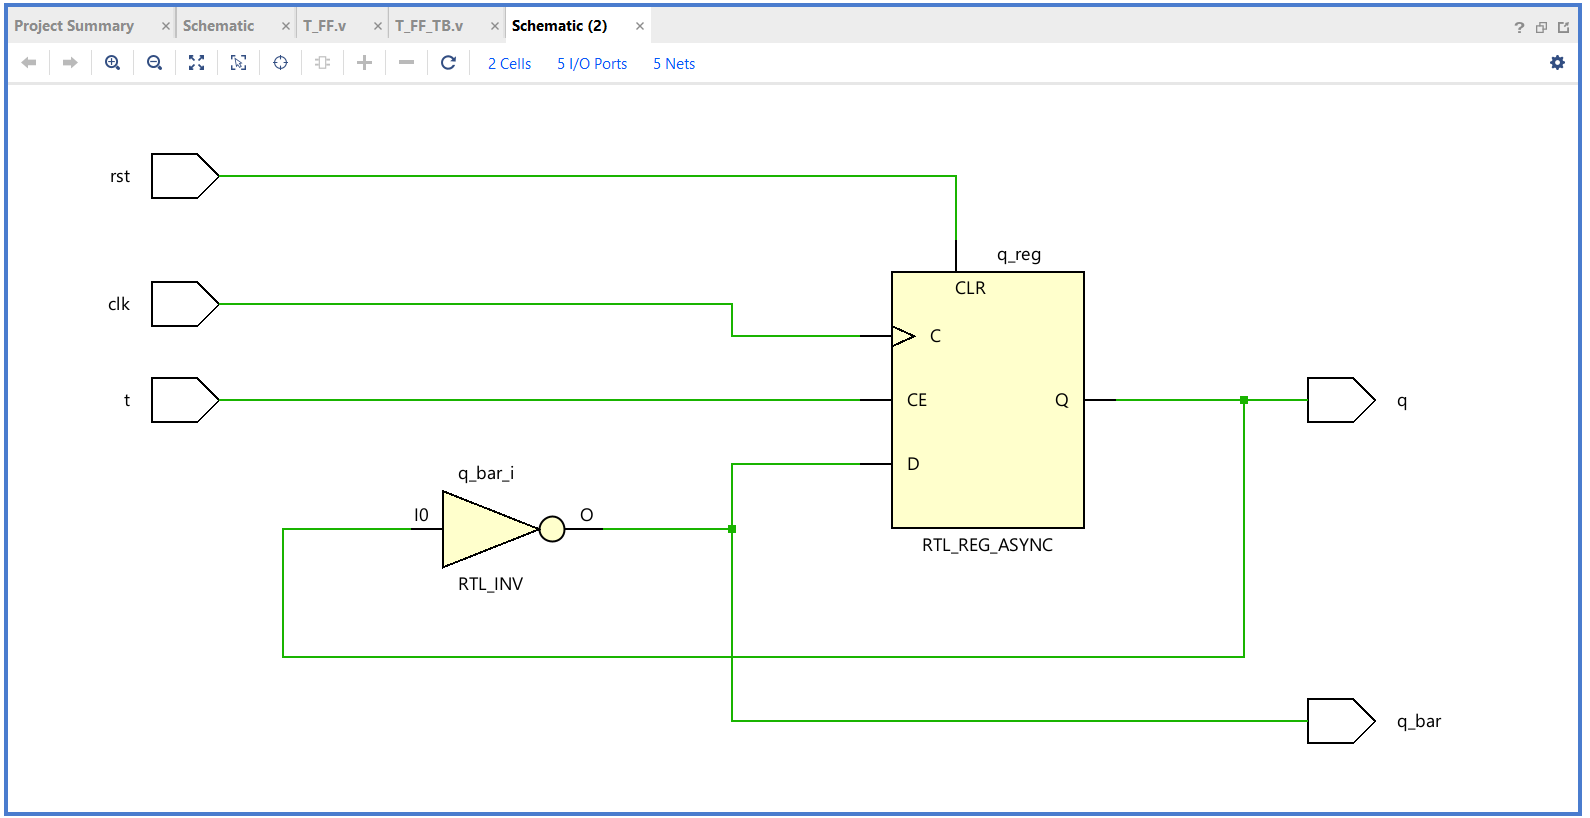 Project Summary × Schematic × T_FF.v × T_FF_TB.v × Schematic (2) × ?
2 Cells 5 I/O Ports 5 Nets
rst
q_reg
CLR
clk
C
t
CE
Q
q
D
q_bar_i
I0
O
RTL_REG_ASYNC
RTL_INV
q_bar